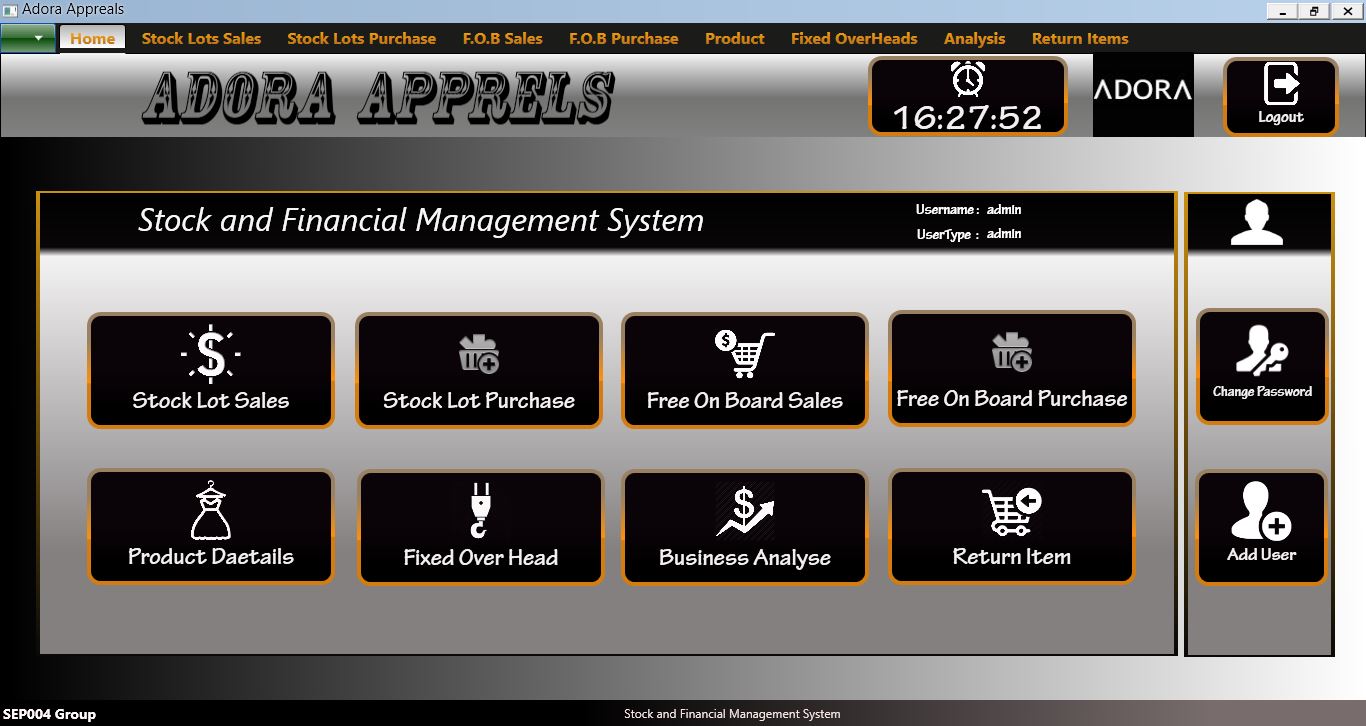 Adora Appreals
Home Stock Lots Sales Stock Lots Purchase F.O.B Sales F.O.B Purchase Product Fixed OverHeads Analysis Return Items
ADORA APPRELS
16:27:52
ADORA
Logout
Stock and Financial Management System
Username : admin
UserType : admin
Stock Lot Sales
Stock Lot Purchase
Free On Board Sales
Free On Board Purchase
Change Password
Product Daetails
Fixed Over Head
Business Analyse
Return Item
Add User
SEP004 Group
Stock and Financial Management System